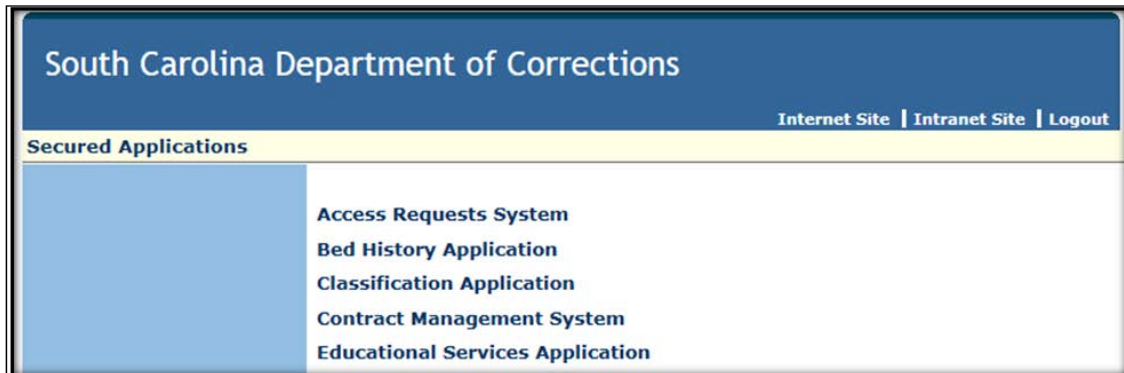 South Carolina Department of Corrections
Internet Site | Intranet Site | Logout
Secured Applications
Access Requests System
Bed History Application
Classification Application
Contract Management System
Educational Services Application